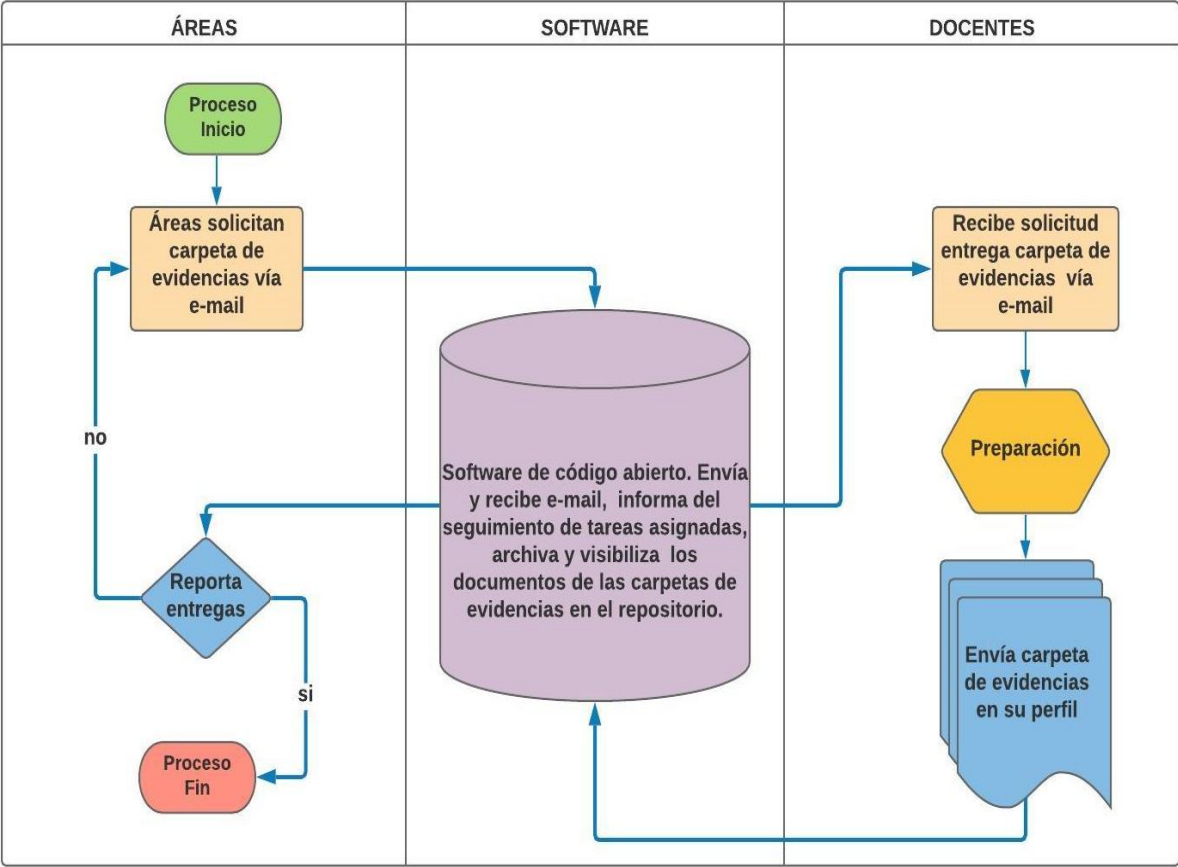 ÁREAS
SOFTWARE
DOCENTES
Proceso
Inicio
Áreas solicitan
carpeta de
evidencias vía
e-mail
Recibe solicitud
entrega carpeta de
evidencias vía
e-mail
no
Preparación
Software de código abierto. Envía
y recibe e-mail, informa del
seguimiento de tareas asignadas,
archiva y visibiliza los
documentos de las carpetas de
evidencias en el repositorio.
Reporta
entregas
si
Envía carpeta
de evidencias
en su perfil
Proceso
Fin